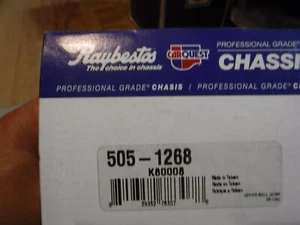 Raybestos
The choice in chassis
CARQUEST
PROFESSIONAL GRADE
CHASSI
PROFESSIONAL GRADE® CHASIS / PROFESSIONAL GRADE
505-1268
K80008
Made in Taiwan